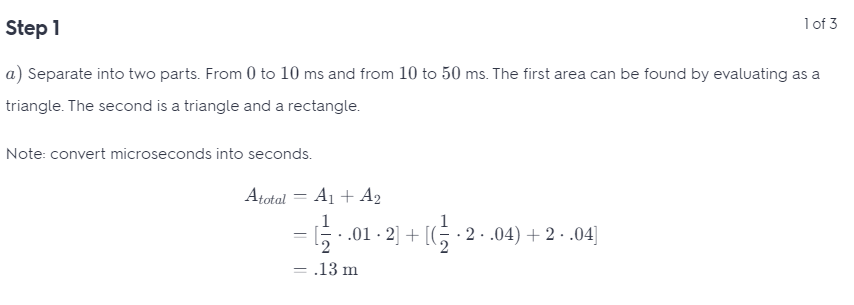 Step 1
1 of 3
a) Separate into two parts. From 0 to 10 ms and from 10 to 50 ms. The first area can be found by evaluating as a
triangle. The second is a triangle and a rectangle.
Note: convert microseconds into seconds.
A_total = A₁ + A₂
= [1/2 · .01 · 2] + [(1/2 · 2 · .04) + 2 · .04]
= .13 m